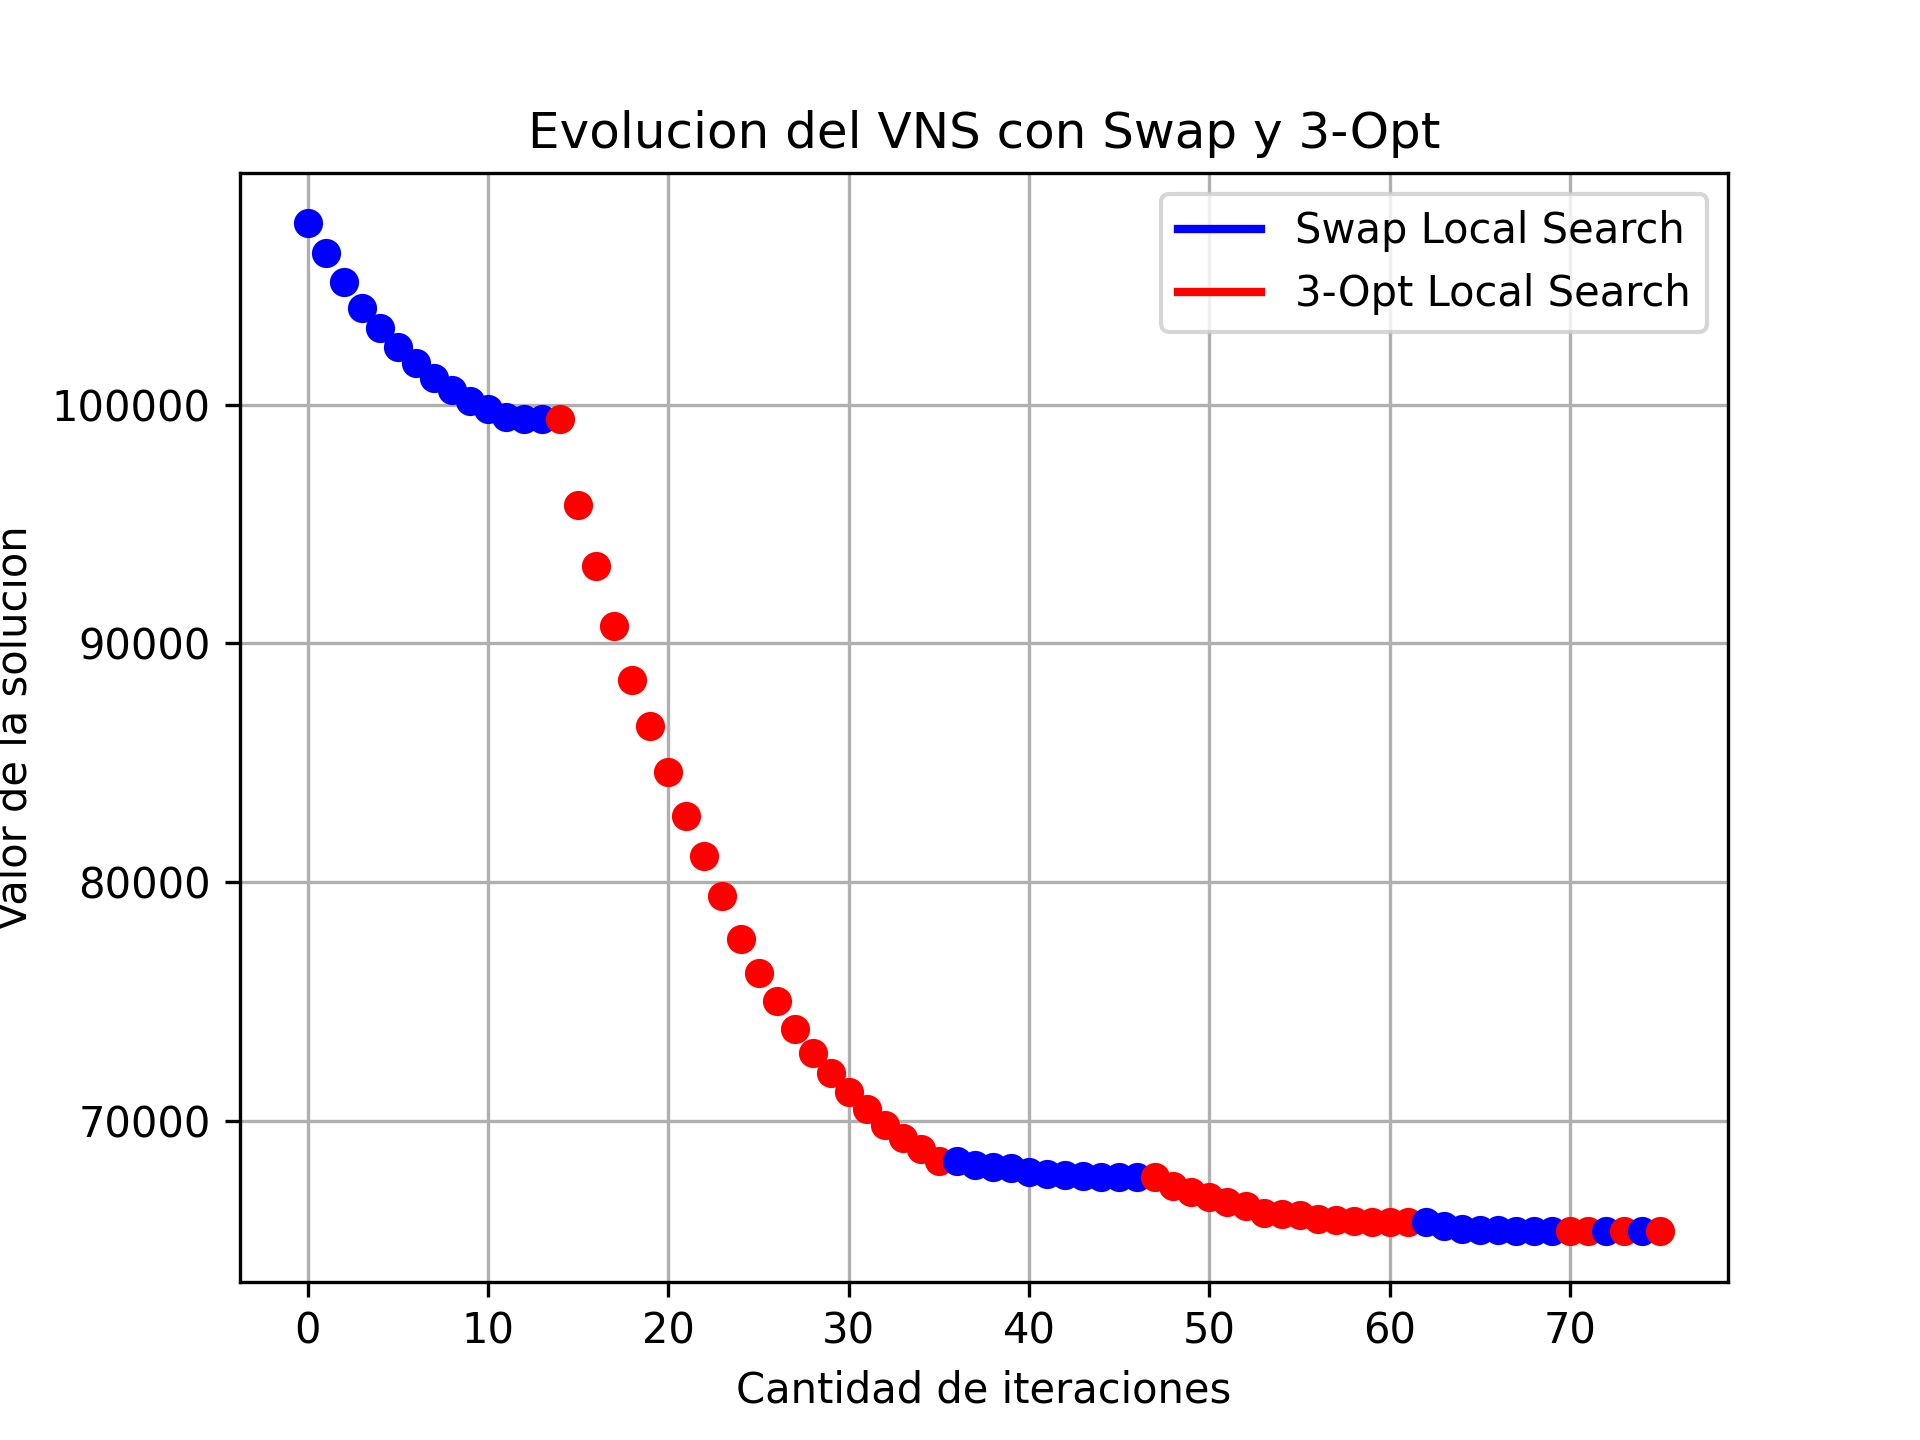 Evolucion del VNS con Swap y 3-Opt
Swap Local Search
3-Opt Local Search
100000
90000
80000
70000
Valor de la solucion
0 10 20 30 40 50 60 70
Cantidad de iteraciones